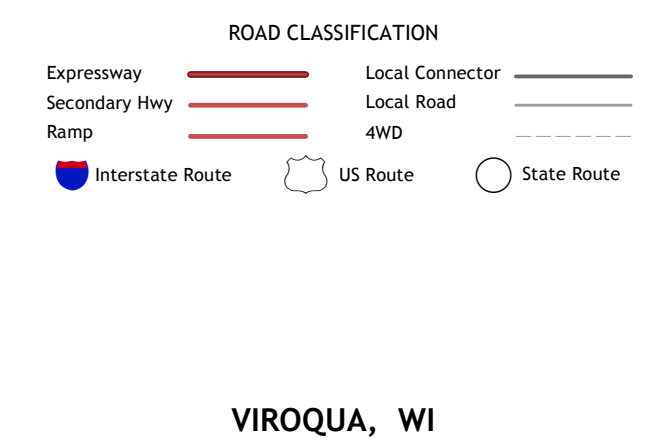 ROAD CLASSIFICATION
Expressway
Secondary Hwy
Ramp
Local Connector
Local Road
4WD
Interstate Route
US Route
State Route
VIROQUA, WI